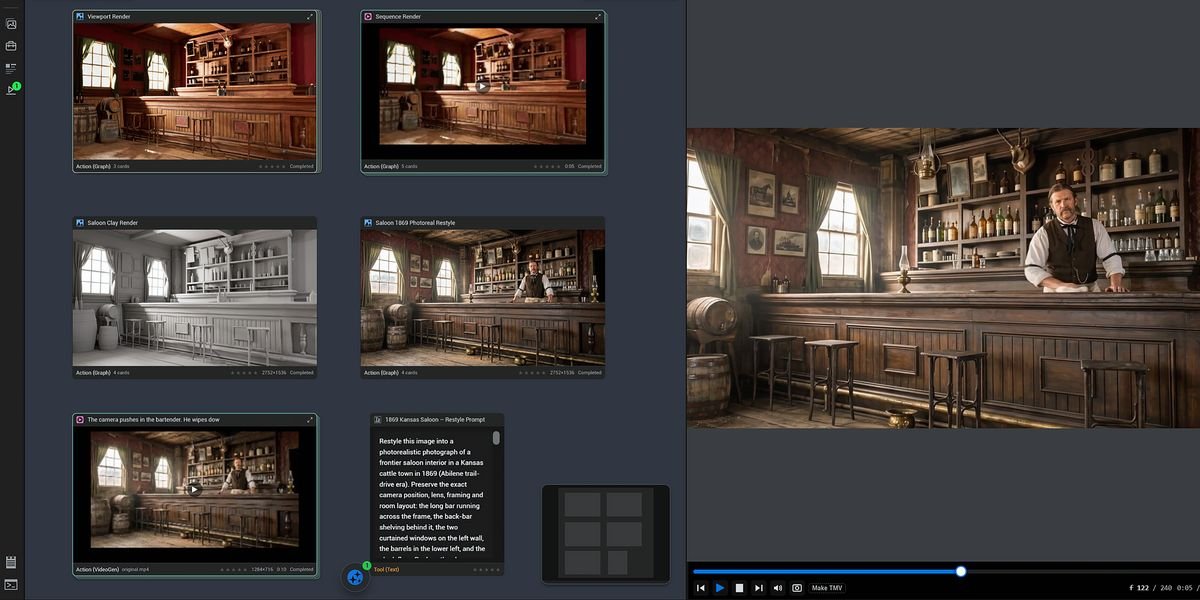 Viewport Render
Action (Graph) 3 cards
Completed
Sequence Render
Action (Graph) 5 cards
0:05 Completed
Saloon Clay Render
Action (Graph) 4 cards
2752×1536 Completed
Saloon 1869 Photoreal Restyle
Action (Graph) 4 cards
2752×1536 Completed
The camera pushes in the bartender. He wipes dow
Action (VideoGen) original.mp4
1284×716 0:10 Completed
1869 Kansas Saloon – Restyle Prompt
Restyle this image into a
photorealistic photograph of a
frontier saloon interior in a Kansas
cattle town in 1869 (Abilene trail-
drive era). Preserve the exact
camera position, lens, framing and
room layout: the long bar running
across the frame, the back-bar
shelving behind it, the two
curtained windows on the left wall,
the barrels in the lower left, and the
Tool (Text)
1
1
Make TMV
f 122 / 240 0:05 /